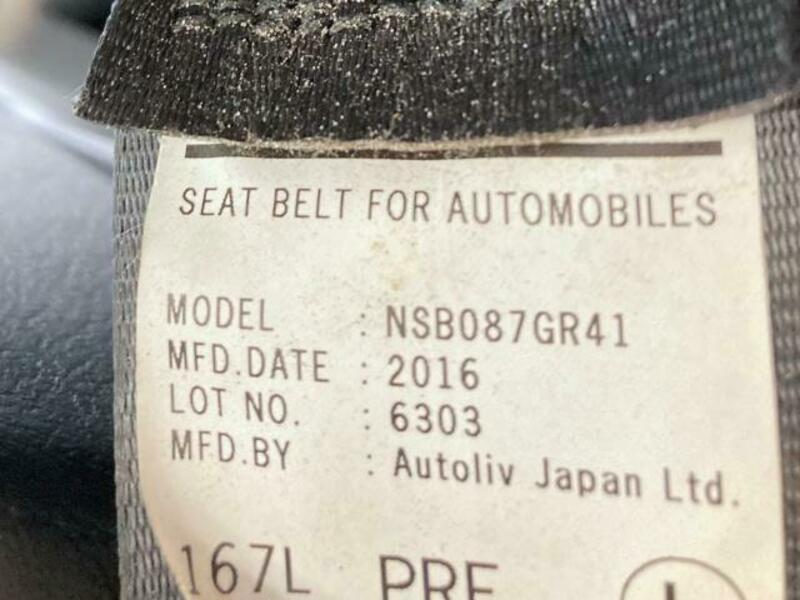 SEAT BELT FOR AUTOMOBILES
MODEL : NSB087GR41
MFD.DATE : 2016
LOT NO. : 6303
MFD.BY : Autoliv Japan Ltd.
167L PRE